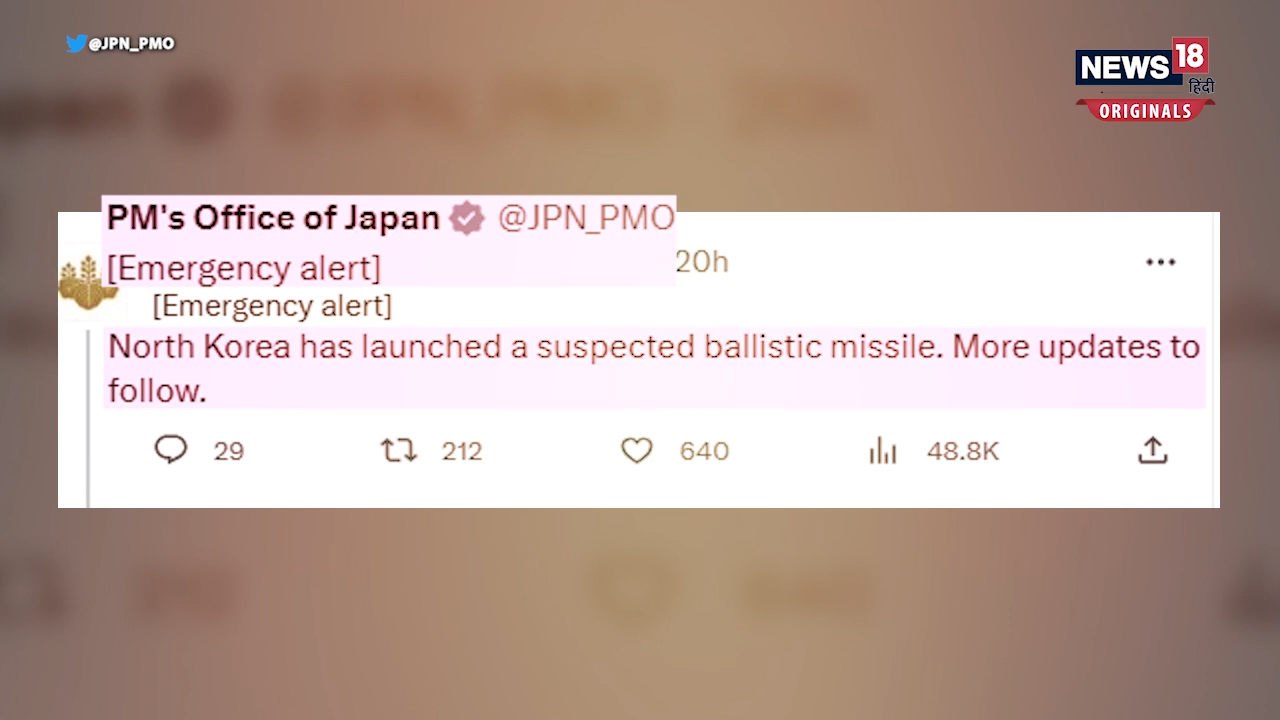 @JPN_PMO
NEWS 18
हिंदी
ORIGINALS
PM's Office of Japan @JPN_PMO
[Emergency alert]
20h
[Emergency alert]
North Korea has launched a suspected ballistic missile. More updates to
follow.
29 212 640 48.8K